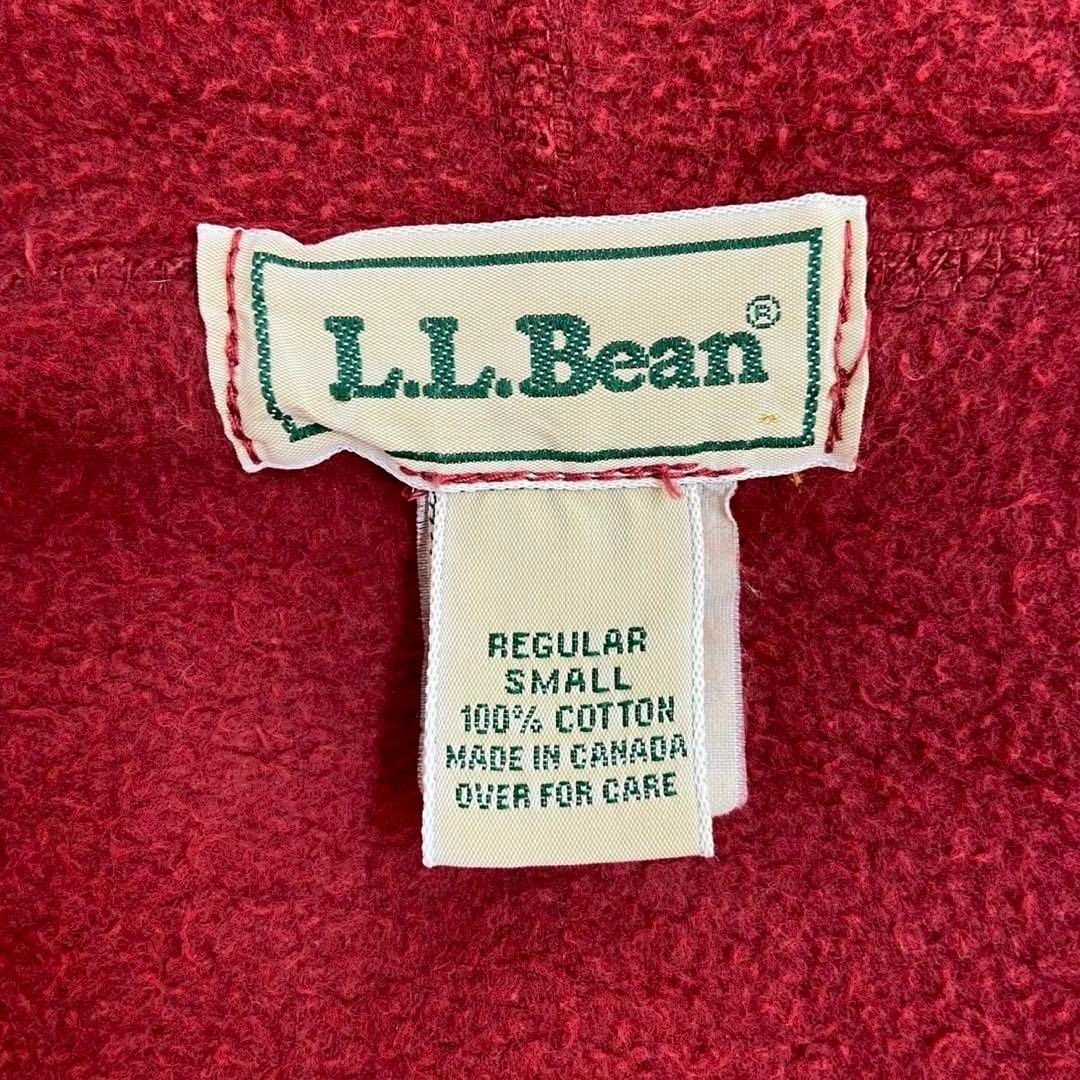 L.L.Bean®
REGULAR
SMALL
100% COTTON
MADE IN CANADA
OVER FOR CARE